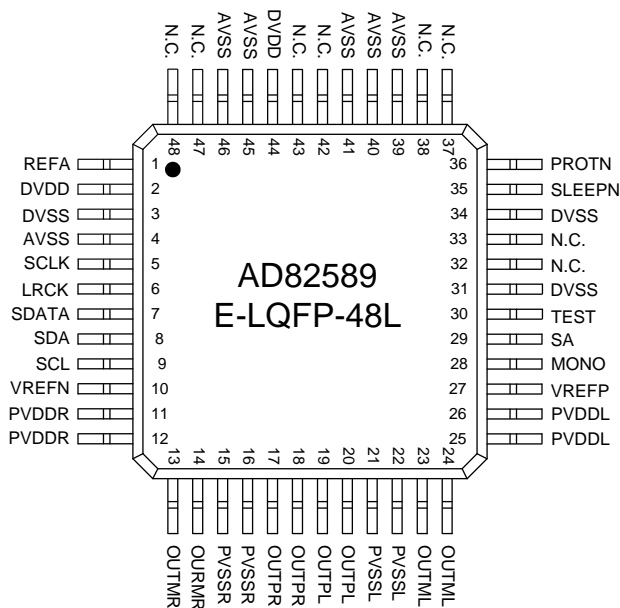 N.C.
N.C.
AVSS
AVSS
DVDD
N.C.
N.C.
AVSS
AVSS
AVSS
N.C.
N.C.
48
47
46
45
44
43
42
41
40
39
38
37
REFA 1
DVDD 2
DVSS 3
AVSS 4
SCLK 5
LRCK 6
SDATA 7
SDA 8
SCL 9
VREFN 10
PVDDR 11
PVDDR 12
AD82589
E-LQFP-48L
36 PROTN
35 SLEEPN
34 DVSS
33 N.C.
32 N.C.
31 DVSS
30 TEST
29 SA
28 MONO
27 VREFP
26 PVDDL
25 PVDDL
13
14
15
16
17
18
19
20
21
22
23
24
OUTMR
OURMR
PVSSR
PVSSR
OUTPR
OUTPR
OUTPL
OUTPL
PVSSL
PVSSL
OUTML
OUTML